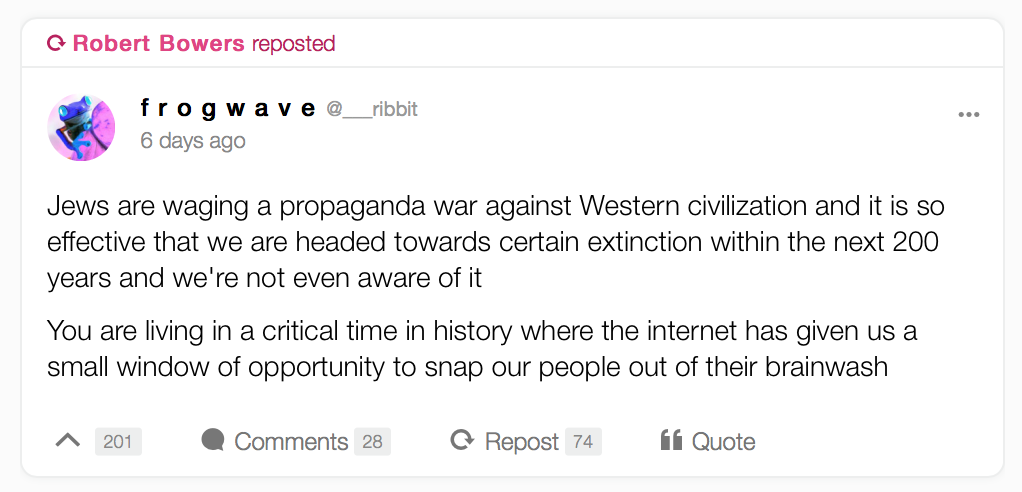 Robert Bowers reposted
f r o g w a v e @___ribbit
6 days ago
Jews are waging a propaganda war against Western civilization and it is so
effective that we are headed towards certain extinction within the next 200
years and we're not even aware of it
You are living in a critical time in history where the internet has given us a
small window of opportunity to snap our people out of their brainwash
201 Comments 28 Repost 74 Quote